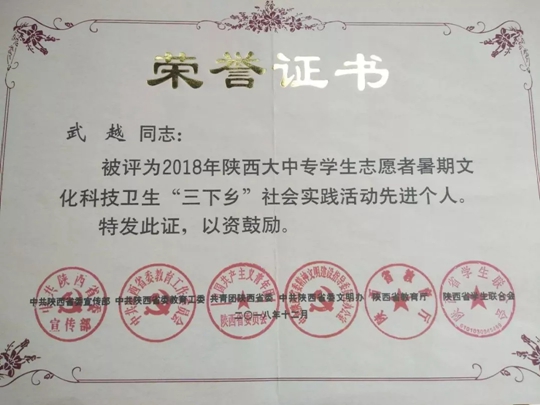 荣誉证书
武 越 同志：
被评为2018年陕西大中专学生志愿者暑期文
化科技卫生“三下乡”社会实践活动先进个人。
特发此证，以资鼓励。
中共陕西省委宣传部 中共陕西省委教育工委 共青团陕西省委 中共陕西省委文明办 陕西省教育厅 陕西省学生联合会
二〇一八年十二月